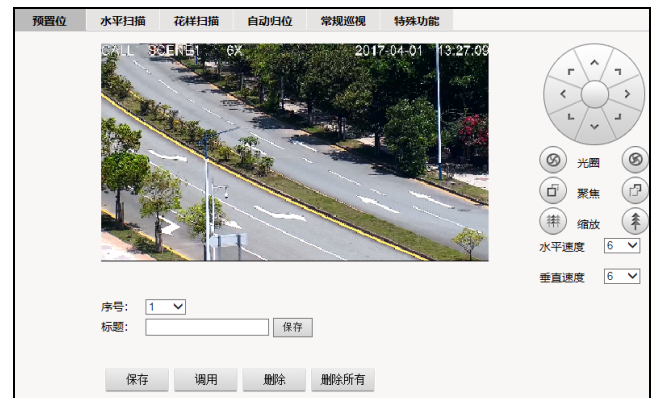 预置位 水平扫描 花样扫描 自动归位 常规巡视 特殊功能
CALL SCENE1 6X 2017-04-01 13:27:09
光圈
聚焦
缩放
水平速度 6
垂直速度 6
序号： 1
标题： 保存
保存 调用 删除 删除所有